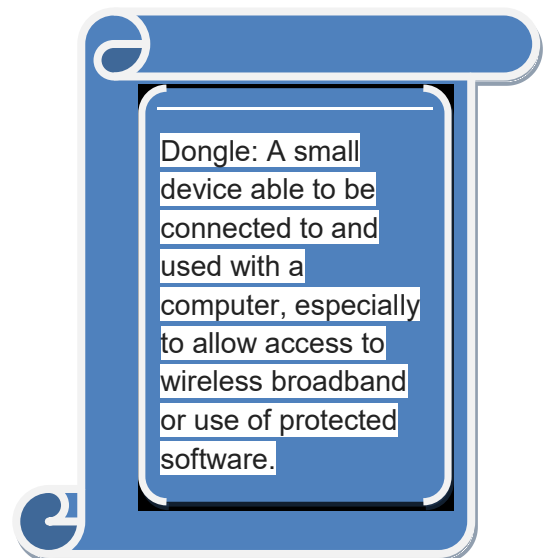 Dongle: A small
device able to be
connected to and
used with a
computer, especially
to allow access to
wireless broadband
or use of protected
software.